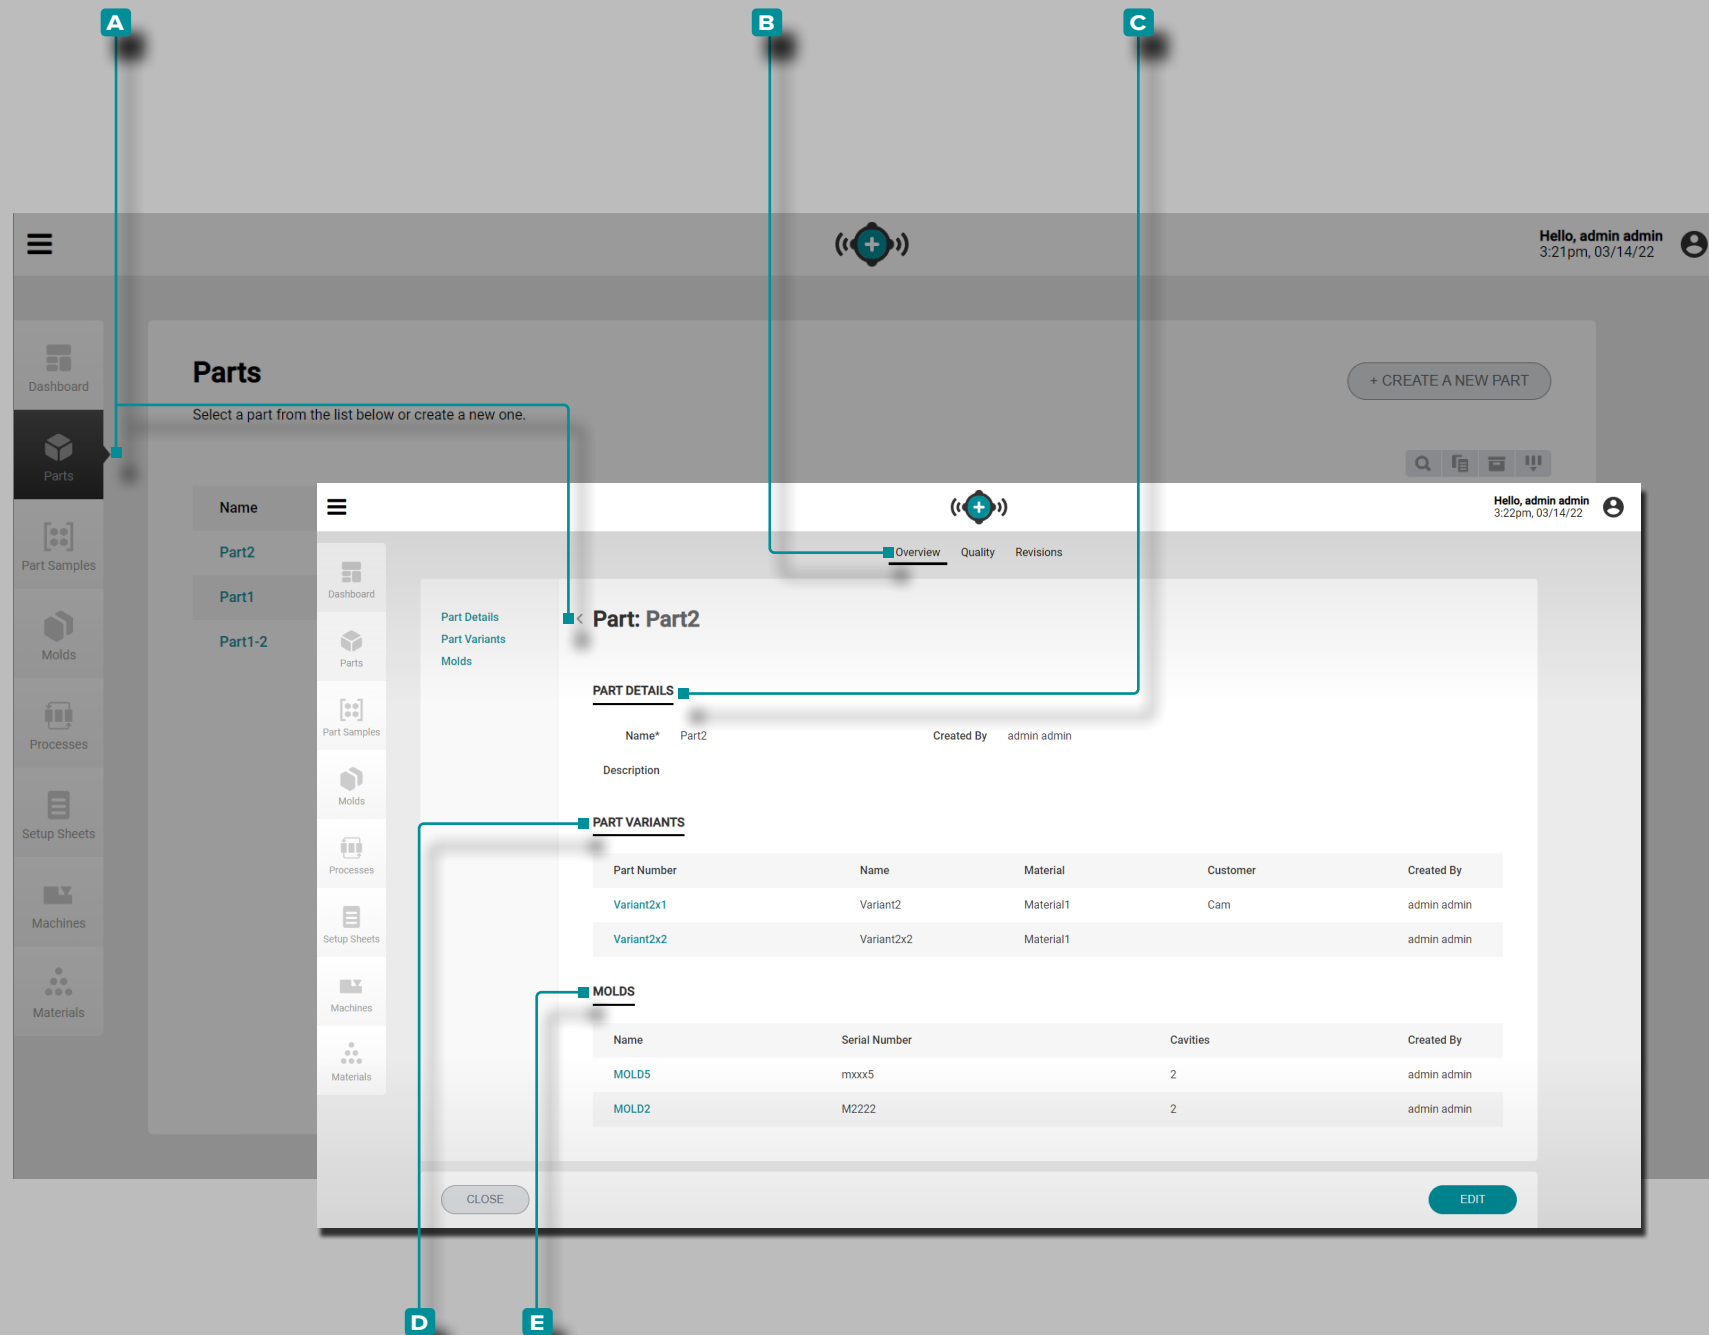 A
B
C
Hello, admin admin
3:21pm, 03/14/22
Dashboard
Parts
Part Samples
Molds
Processes
Setup Sheets
Machines
Materials
Parts
+ CREATE A NEW PART
Select a part from the list below or create a new one.
Name
Part2
Part1
Part1-2
Hello, admin admin
3:22pm, 03/14/22
Overview Quality Revisions
Dashboard
Parts
Part Samples
Molds
Processes
Setup Sheets
Machines
Materials
Part Details
Part Variants
Molds
< Part: Part2
PART DETAILS
Name* Part2 Created By admin admin
Description
PART VARIANTS
Part Number Name Material Customer Created By
Variant2x1 Variant2 Material1 Cam admin admin
Variant2x2 Variant2x2 Material1 admin admin
MOLDS
Name Serial Number Cavities Created By
MOLD5 mxxx5 2 admin admin
MOLD2 M2222 2 admin admin
CLOSE EDIT
D
E